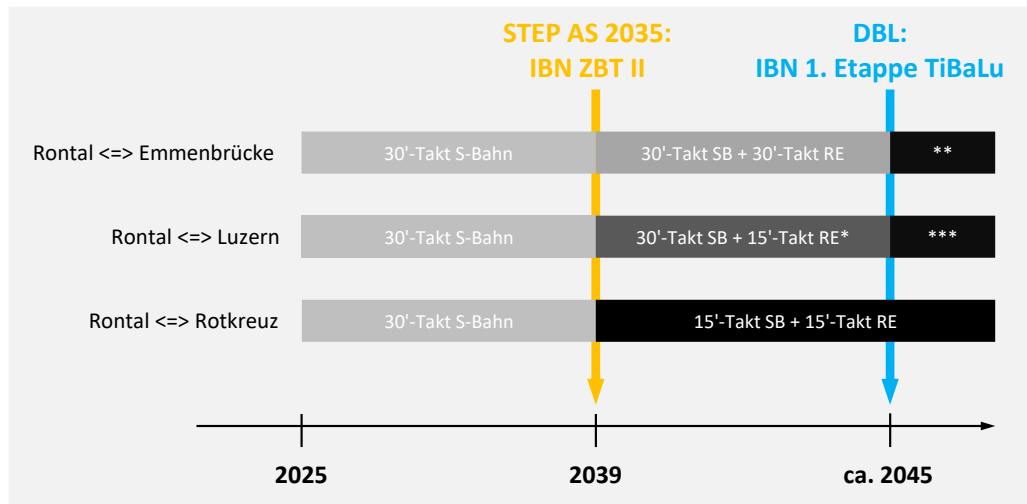 STEP AS 2035:
IBN ZBT II
DBL:
IBN 1. Etappe TiBaLu
Rontal <=> Emmenbrücke
30'-Takt S-Bahn
30'-Takt SB + 30'-Takt RE
**
Rontal <=> Luzern
30'-Takt S-Bahn
30'-Takt SB + 15'-Takt RE*
***
Rontal <=> Rotkreuz
30'-Takt S-Bahn
15'-Takt SB + 15'-Takt RE
2025
2039
ca. 2045